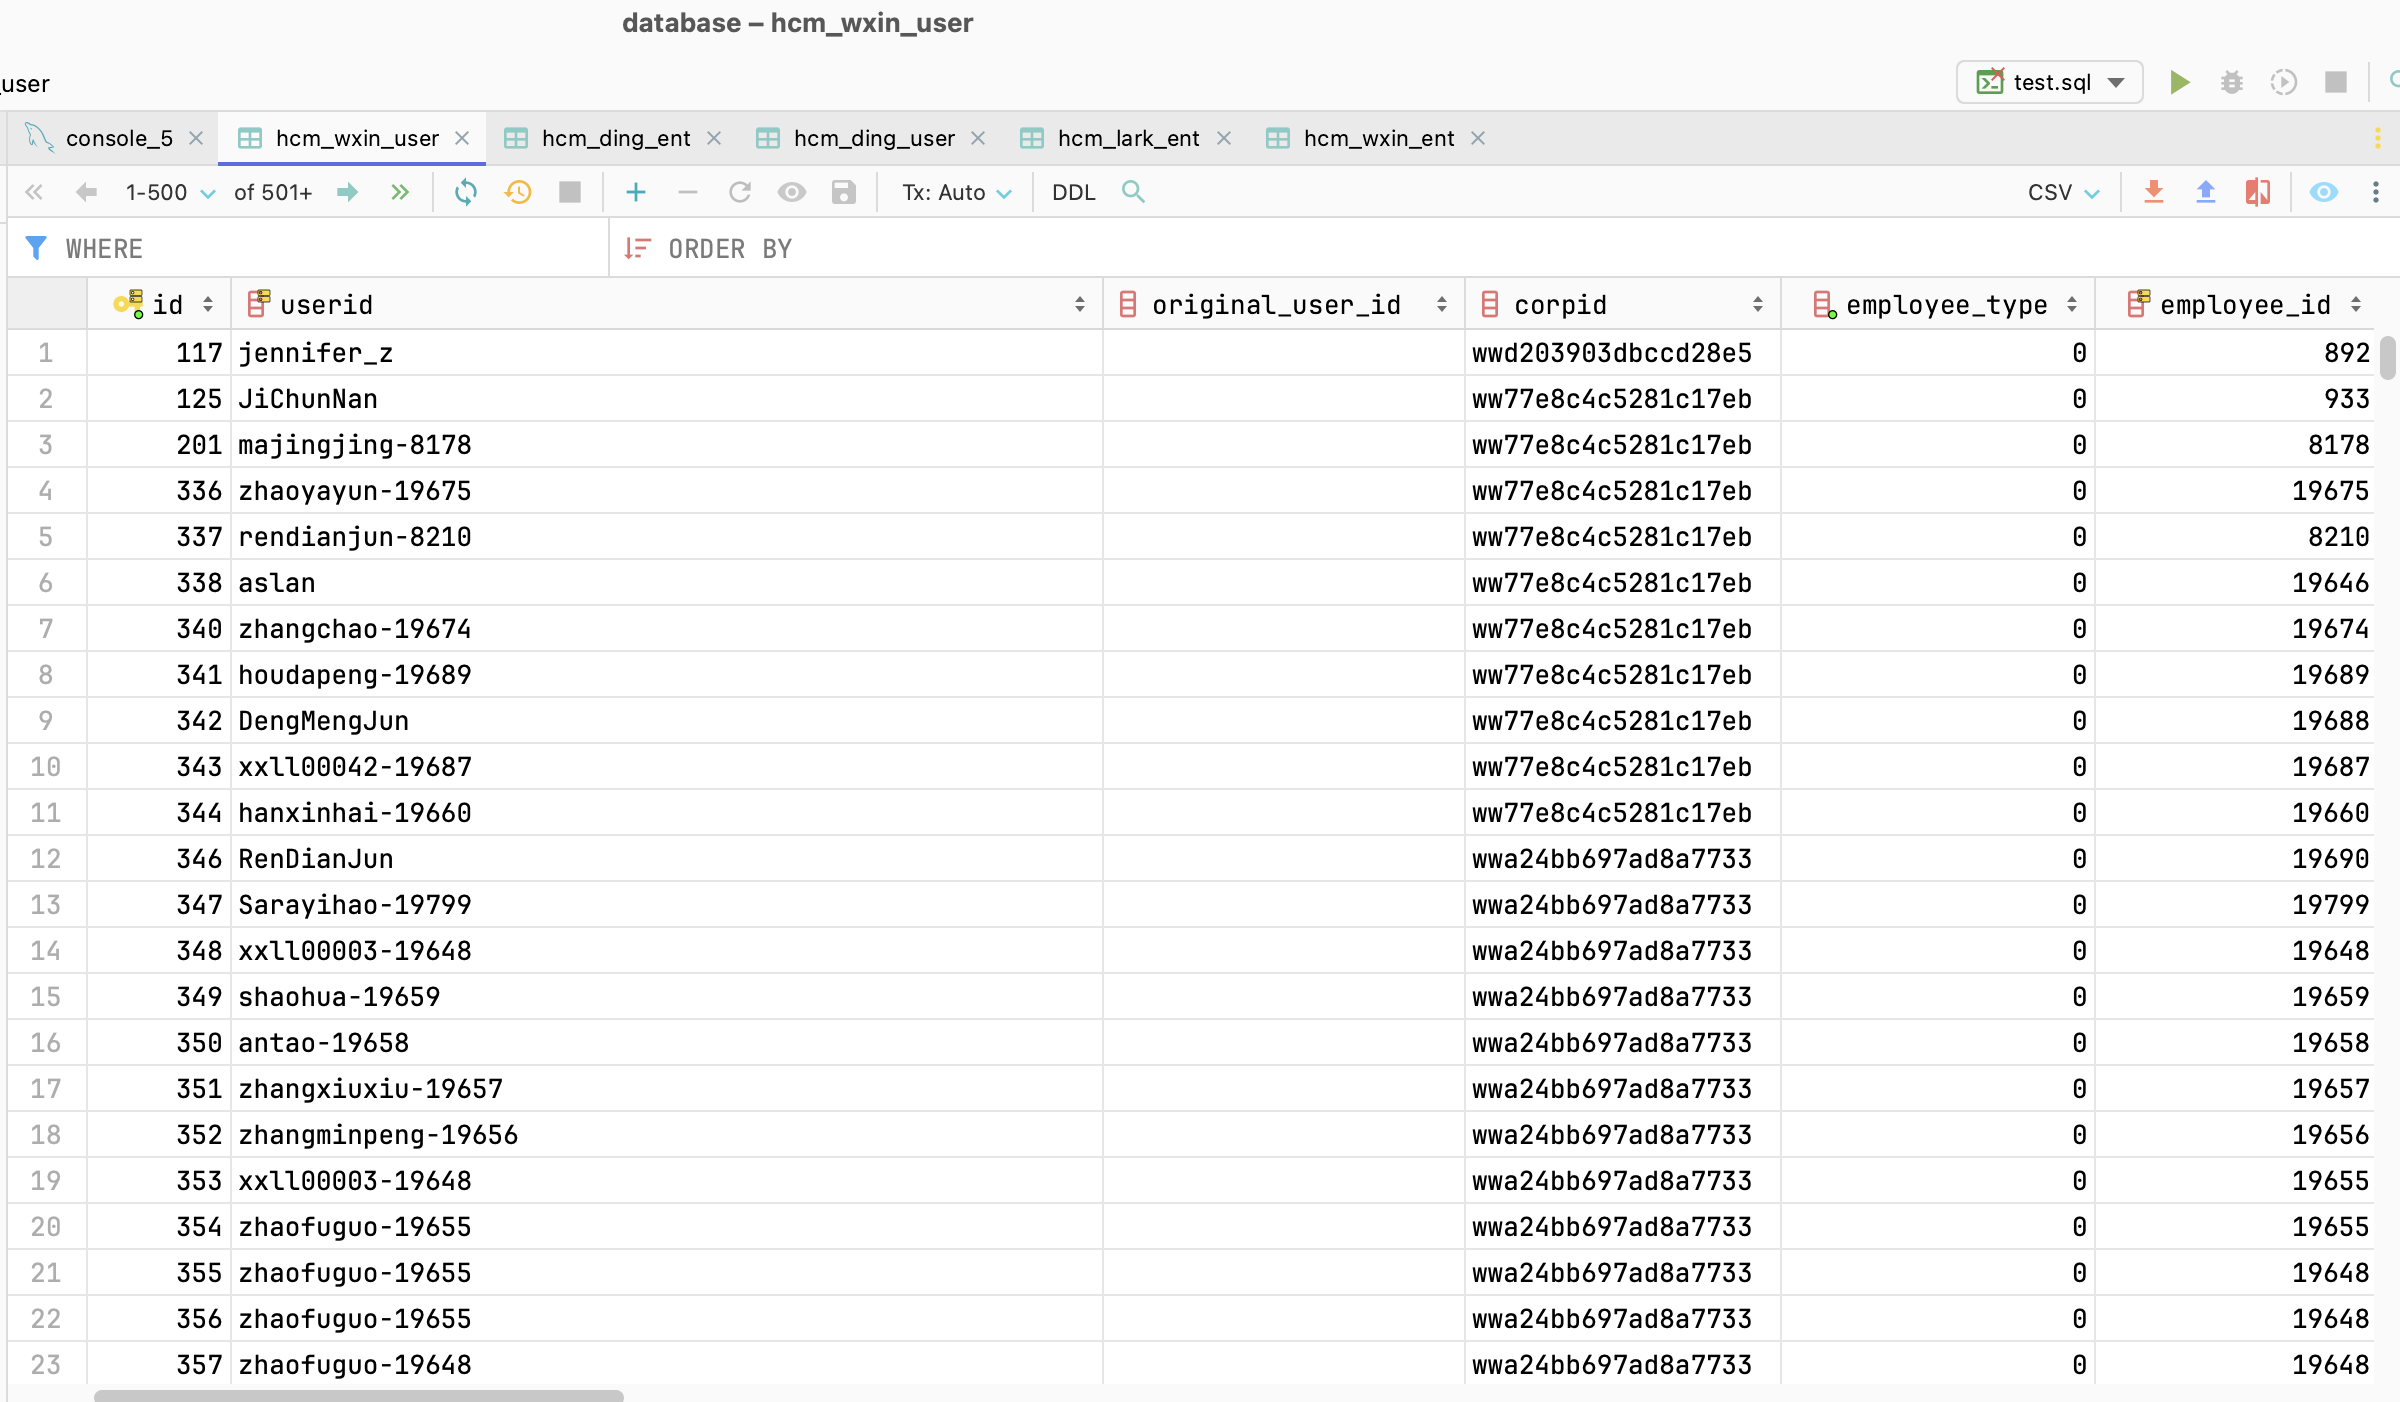 database – hcm_wxin_user
_user
test.sql
console_5 hcm_wxin_user hcm_ding_ent hcm_ding_user hcm_lark_ent hcm_wxin_ent
1-500 of 501+ Tx: Auto DDL CSV
WHERE ORDER BY
id userid original_user_id corpid employee_type employee_id
1 117 jennifer_z wwd203903dbccd28e5 0 892
2 125 JiChunNan ww77e8c4c5281c17eb 0 933
3 201 majingjing-8178 ww77e8c4c5281c17eb 0 8178
4 336 zhaoyayun-19675 ww77e8c4c5281c17eb 0 19675
5 337 rendianjun-8210 ww77e8c4c5281c17eb 0 8210
6 338 aslan ww77e8c4c5281c17eb 0 19646
7 340 zhangchao-19674 ww77e8c4c5281c17eb 0 19674
8 341 houdapeng-19689 ww77e8c4c5281c17eb 0 19689
9 342 DengMengJun ww77e8c4c5281c17eb 0 19688
10 343 xxll00042-19687 ww77e8c4c5281c17eb 0 19687
11 344 hanxinhai-19660 ww77e8c4c5281c17eb 0 19660
12 346 RenDianJun wwa24bb697ad8a7733 0 19690
13 347 Sarayihao-19799 wwa24bb697ad8a7733 0 19799
14 348 xxll00003-19648 wwa24bb697ad8a7733 0 19648
15 349 shaohua-19659 wwa24bb697ad8a7733 0 19659
16 350 antao-19658 wwa24bb697ad8a7733 0 19658
17 351 zhangxiuxiu-19657 wwa24bb697ad8a7733 0 19657
18 352 zhangminpeng-19656 wwa24bb697ad8a7733 0 19656
19 353 xxll00003-19648 wwa24bb697ad8a7733 0 19655
20 354 zhaofuguo-19655 wwa24bb697ad8a7733 0 19655
21 355 zhaofuguo-19655 wwa24bb697ad8a7733 0 19648
22 356 zhaofuguo-19655 wwa24bb697ad8a7733 0 19648
23 357 zhaofuguo-19648 wwa24bb697ad8a7733 0 19648